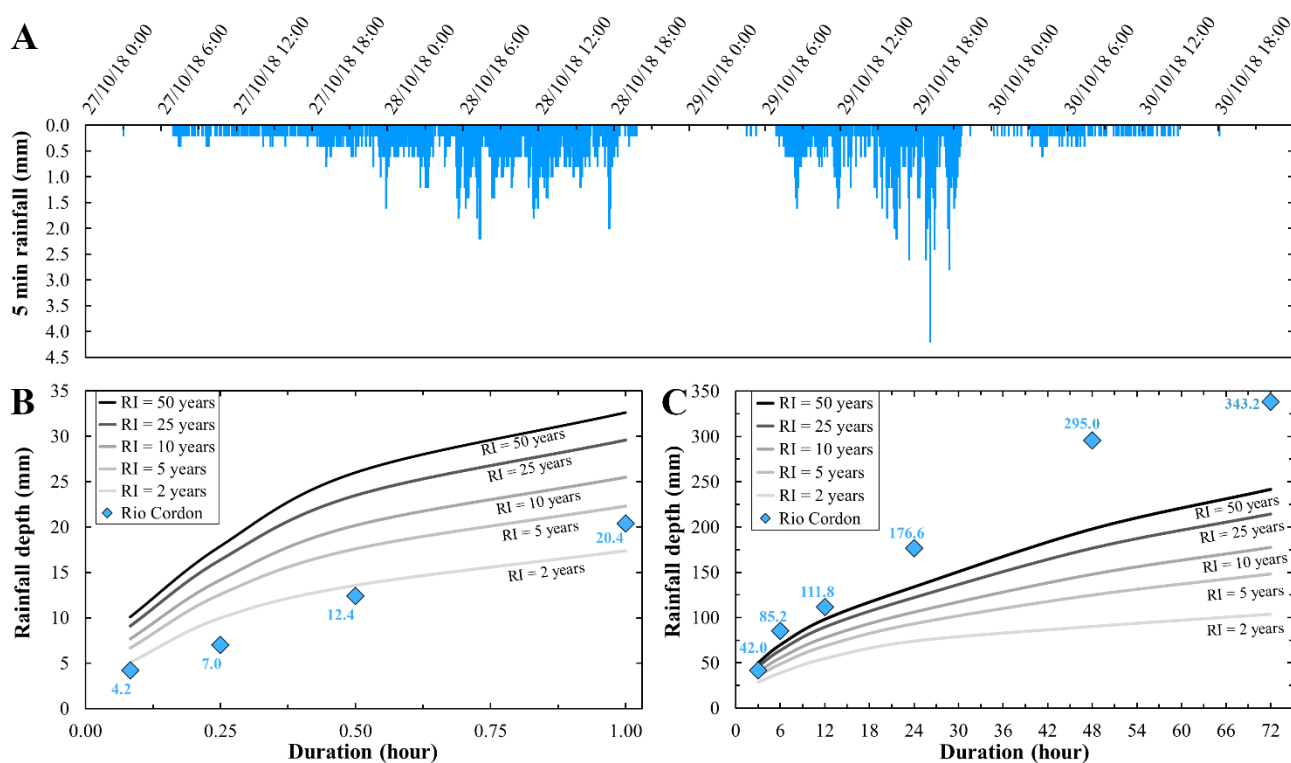 A
27/10/18 0:00
27/10/18 6:00
27/10/18 12:00
27/10/18 18:00
28/10/18 0:00
28/10/18 6:00
28/10/18 12:00
28/10/18 18:00
29/10/18 0:00
29/10/18 6:00
29/10/18 12:00
29/10/18 18:00
30/10/18 0:00
30/10/18 6:00
30/10/18 12:00
30/10/18 18:00
5 min rainfall (mm)
0.0
0.5
1.0
1.5
2.0
2.5
3.0
3.5
4.0
4.5
B
Rainfall depth (mm)
35
30
25
20
15
10
5
0
RI = 50 years
RI = 25 years
RI = 10 years
RI = 5 years
RI = 2 years
Rio Cordon
RI = 50 years
RI = 25 years
RI = 10 years
RI = 5 years
RI = 2 years
4.2
7.0
12.4
20.4
0.00
0.25
0.50
0.75
1.00
Duration (hour)
C
Rainfall depth (mm)
350
300
250
200
150
100
50
0
RI = 50 years
RI = 25 years
RI = 10 years
RI = 5 years
RI = 2 years
Rio Cordon
343.2
295.0
176.6
111.8
85.2
42.0
RI = 50 years
RI = 25 years
RI = 10 years
RI = 5 years
RI = 2 years
0
6
12
18
24
30
36
42
48
54
60
66
72
Duration (hour)